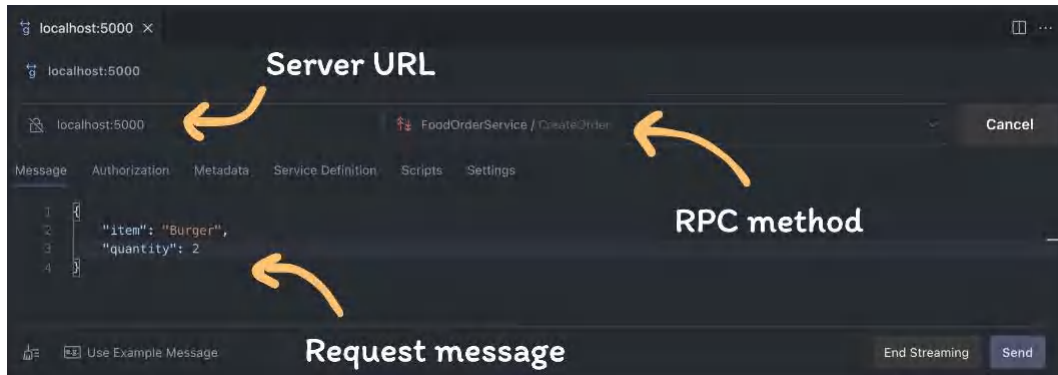 localhost:5000
localhost:5000
Server URL
localhost:5000
FoodOrderService / CreateOrder
Cancel
Message Authorization Metadata Service Definition Scripts Settings
1 {
2 "item": "Burger",
3 "quantity": 2
4 }
RPC method
Use Example Message
Request message
End Streaming
Send